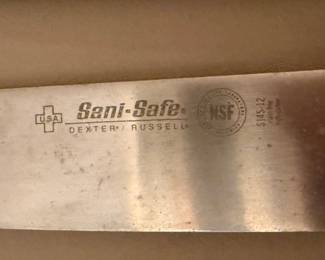 USA
Sani-Safe®
DEXTER / RUSSELL®
NSF
S145-12